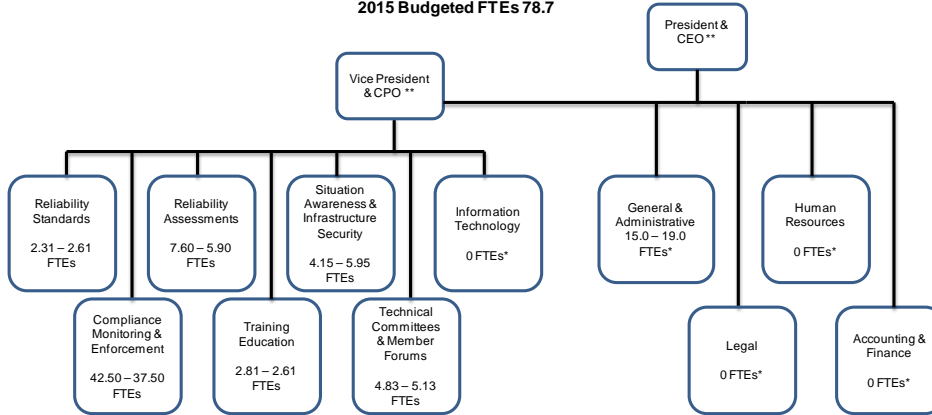 2015 Budgeted FTEs 78.7
President &
CEO **
Vice President
& CPO **
Reliability
Standards
2.31 – 2.61
FTEs
Reliability
Assessments
7.60 – 5.90
FTEs
Situation
Awareness &
Infrastructure
Security
4.15 – 5.95
FTEs
Information
Technology
0 FTEs*
General &
Administrative
15.0 – 19.0
FTEs*
Human
Resources
0 FTEs*
Compliance
Monitoring &
Enforcement
42.50 – 37.50
FTEs
Training
Education
2.81 – 2.61
FTEs
Technical
Committees
& Member
Forums
4.83 – 5.13
FTEs
Legal
0 FTEs*
Accounting &
Finance
0 FTEs*